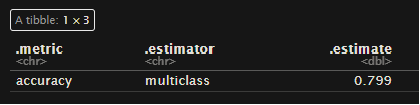 A tibble: 1 × 3
.metric .estimator .estimate
<chr> <chr> <dbl>
accuracy multiclass 0.799